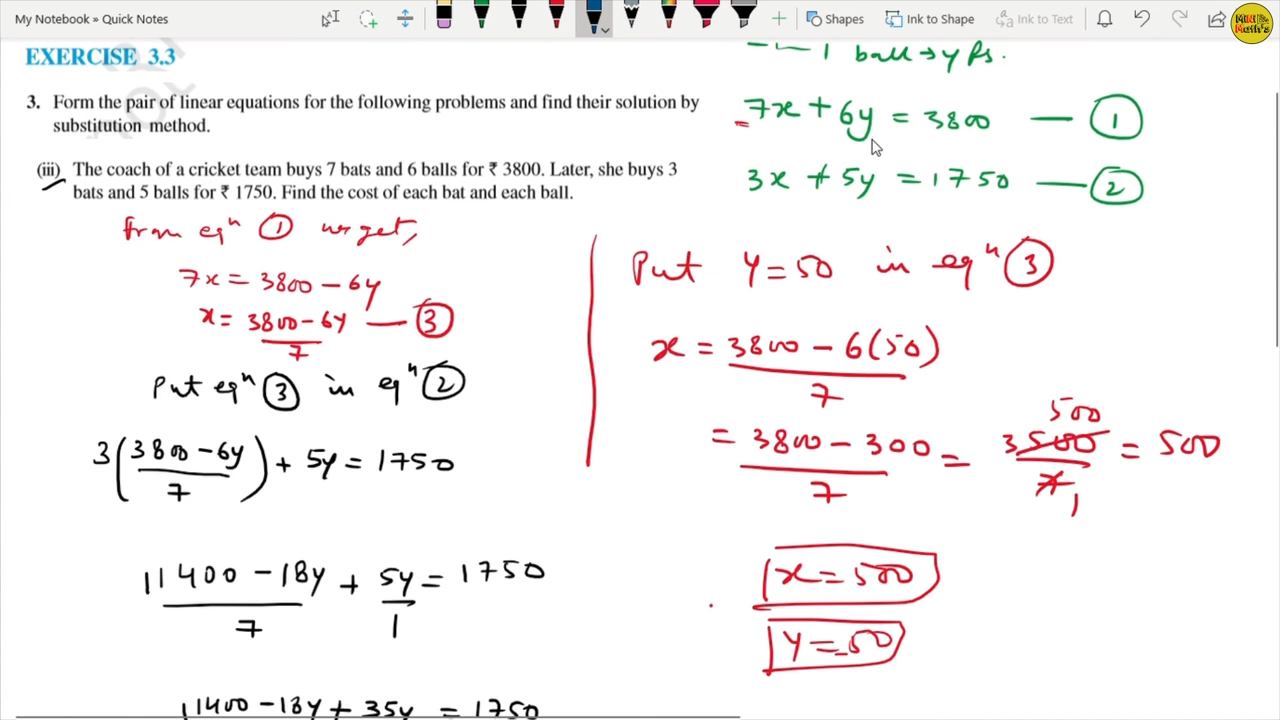 My Notebook » Quick Notes
Shapes
Ink to Shape
Ink to Text
EXERCISE 3.3
3. Form the pair of linear equations for the following problems and find their solution by
substitution method.
(iii) The coach of a cricket team buys 7 bats and 6 balls for ₹ 3800. Later, she buys 3
bats and 5 balls for ₹ 1750. Find the cost of each bat and each ball.
1 ball → y Rs.
7x + 6y = 3800 — ①
3x + 5y = 1750 — ②
From eqⁿ ① we get,
7x = 3800 - 6y
x = 3800 - 6y — ③
7
Put eqⁿ ③ in eqⁿ ②
3(3800 - 6y) + 5y = 1750
7
11400 - 18y + 5y = 1750
7 1
11400 - 18y + 35y = 1750
Put y = 50 in eqⁿ ③
x = 3800 - 6(50)
7
500
= 3800 - 300 = 3500 = 500
7 7
1
x = 500
y = 50